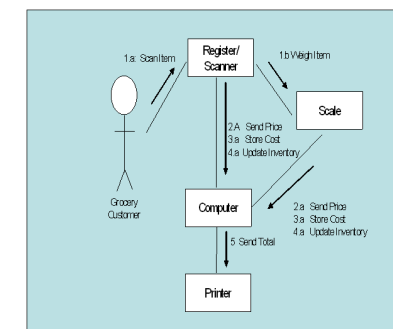 Register/
Scanner
1.a: Scan Item
1.b Weigh Item
Scale
2.A Send Price
3.a Store Cost
4.a Update Inventory
Grocery
Customer
Computer
2.a Send Price
3.a Store Cost
4.a Update Inventory
5 Send Total
Printer